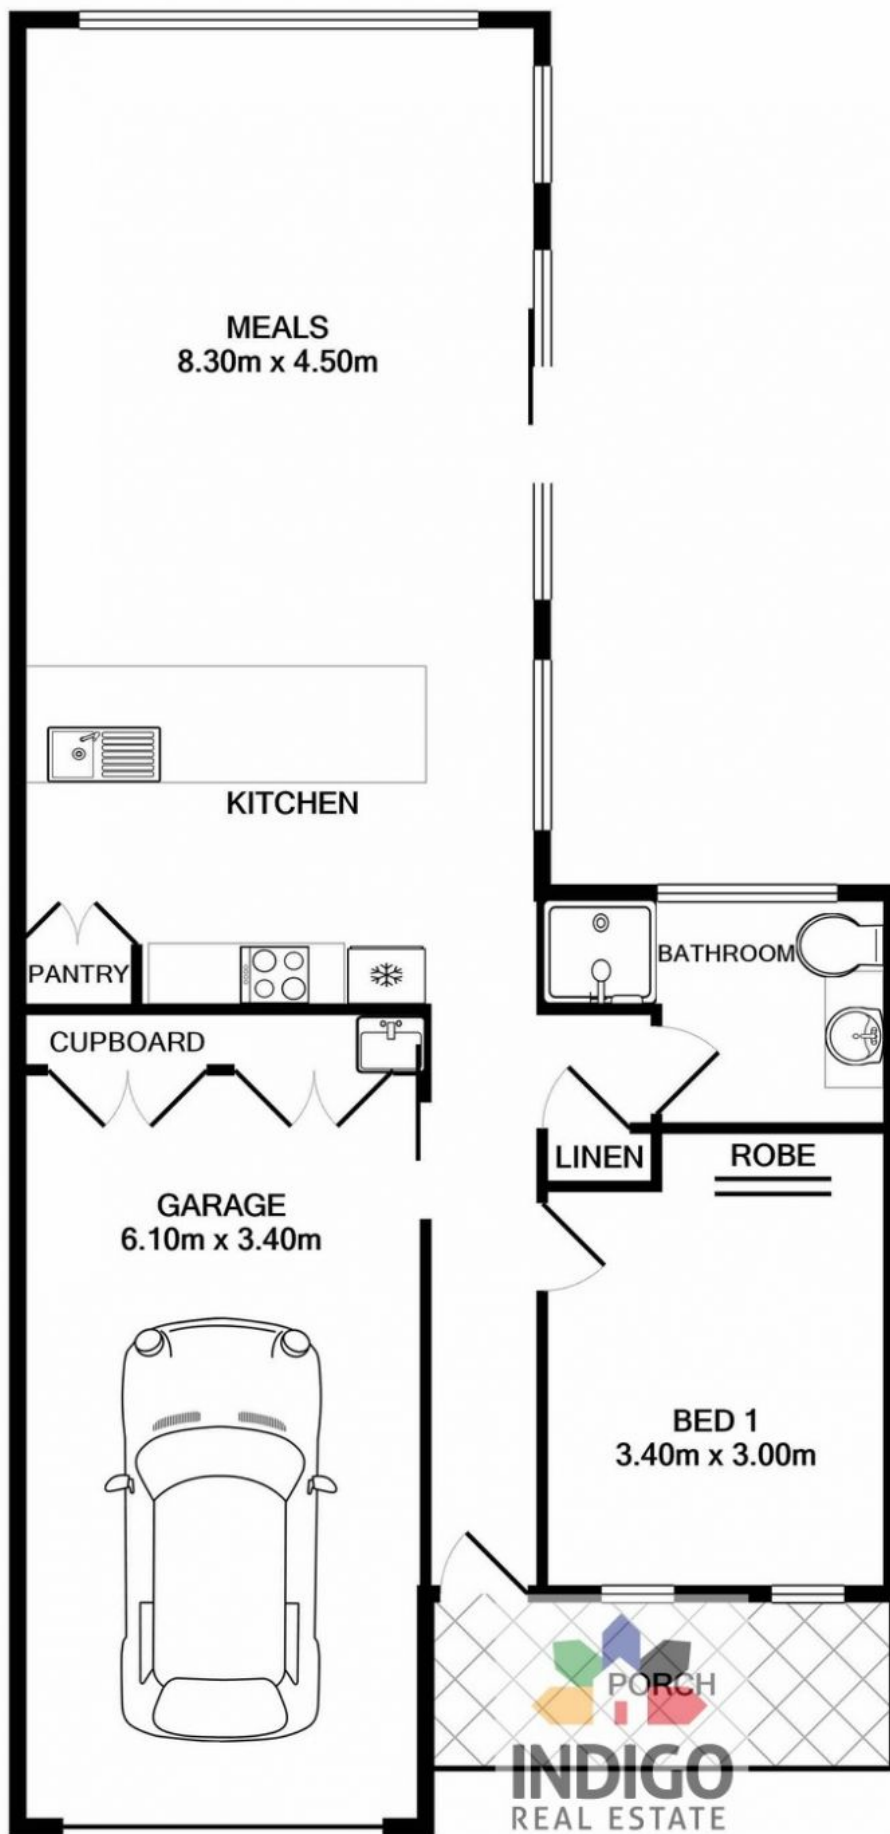 MEALS
8.30m x 4.50m
KITCHEN
PANTRY
BATHROOM
CUPBOARD
LINEN
ROBE
GARAGE
6.10m x 3.40m
BED 1
3.40m x 3.00m
PORCH
INDIGO
REAL ESTATE